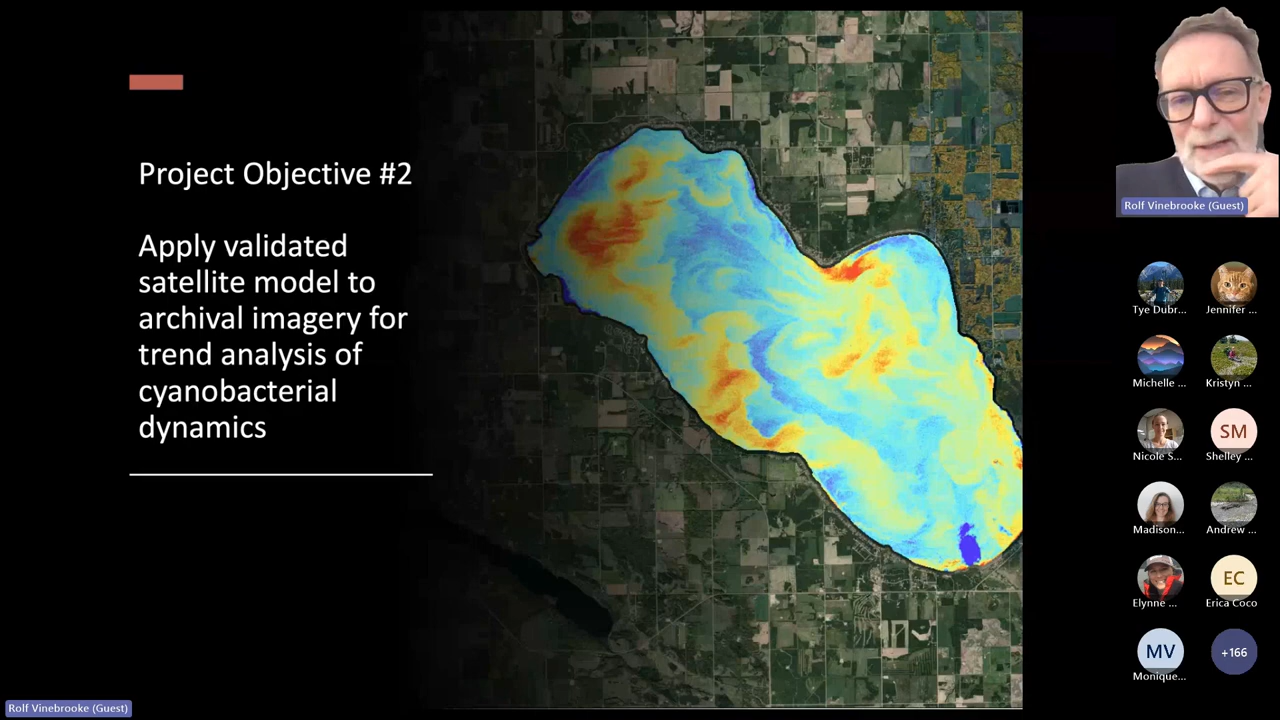 Project Objective #2
Apply validated
satellite model to
archival imagery for
trend analysis of
cyanobacterial
dynamics
Rolf Vinebrooke (Guest)
Tye Dubr...
Jennifer ...
Michelle ...
Kristyn ...
Nicole S...
SM
Shelley ...
Madison...
Andrew ...
Elynne ...
EC
Erica Coco
MV
Monique...
+166
Rolf Vinebrooke (Guest)